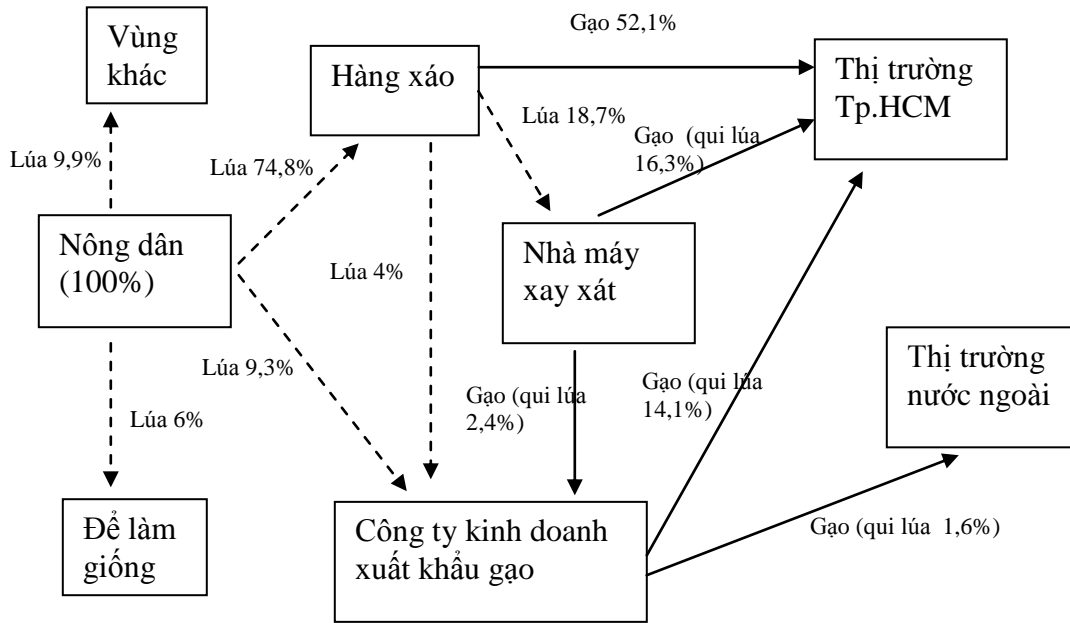 Gạo 52,1%
Vùng
khác
Hàng xáo
Thị trường
Tp.HCM
Lúa 18,7%
Gạo (qui lúa
16,3%)
Lúa 9,9%
Lúa 74,8%
Nông dân
(100%)
Nhà máy
xay xát
Lúa 4%
Thị trường
nước ngoài
Lúa 9,3%
Gạo (qui lúa
2,4%)
Gạo (qui lúa
14,1%)
Lúa 6%
Để làm
giống
Công ty kinh doanh
xuất khẩu gạo
Gạo (qui lúa 1,6%)